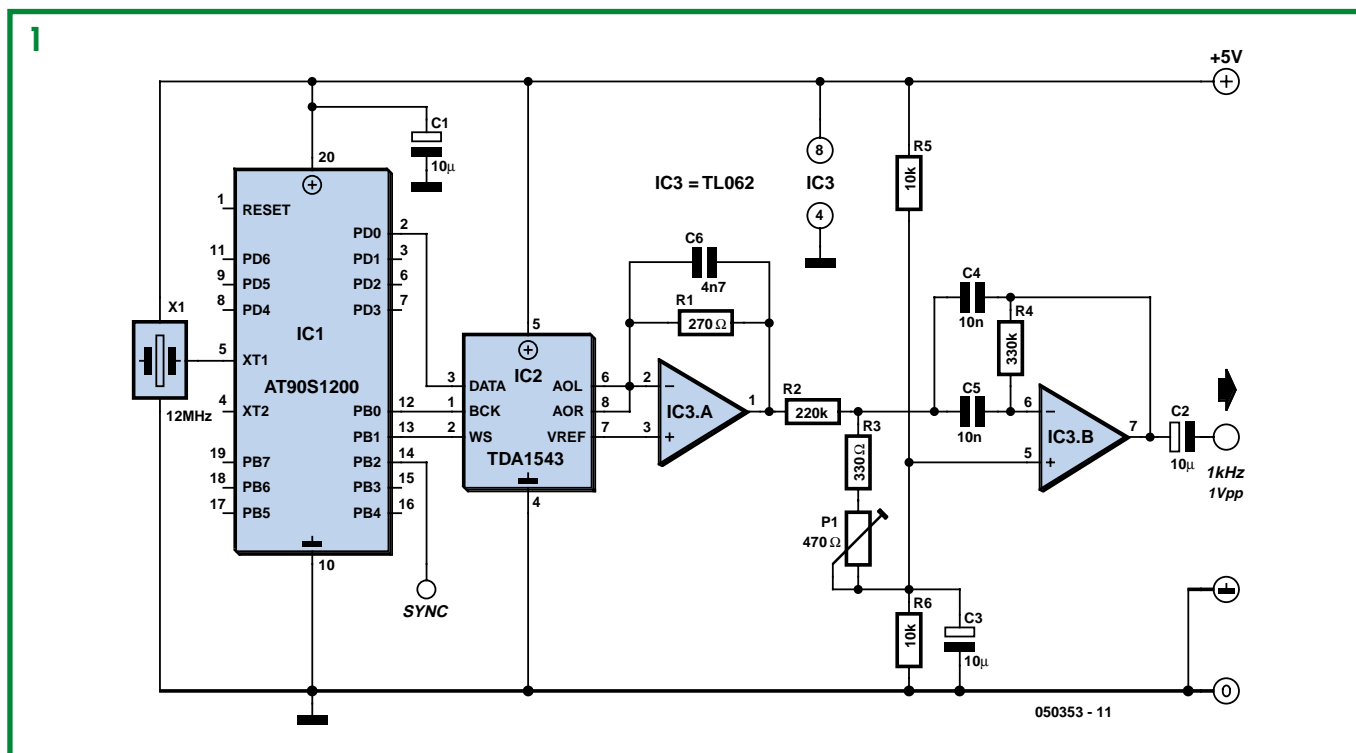 1
+5V
C1
10µ
20
1
RESET
PD0
2
11
PD6
PD1
3
9
PD5
PD2
6
8
PD4
PD3
7
X1
IC1
5
XT1
AT90S1200
12MHz
4
XT2
PB0
12
PB1
13
19
PB7
PB2
14
18
PB6
PB3
15
17
PB5
PB4
16
10
SYNC
5
IC2
3
DATA
AOL
6
1
BCK
AOR
8
2
WS
VREF
7
TDA1543
4
IC3 = TL062
8
IC3
4
C6
4n7
R1
270Ω
2
IC3.A
1
3
R2
220k
R3
330Ω
P1
470Ω
R5
10k
R6
10k
C3
10µ
C4
10n
R4
330k
C5
10n
6
IC3.B
7
5
C2
10µ
1kHz
1Vpp
0
050353 - 11